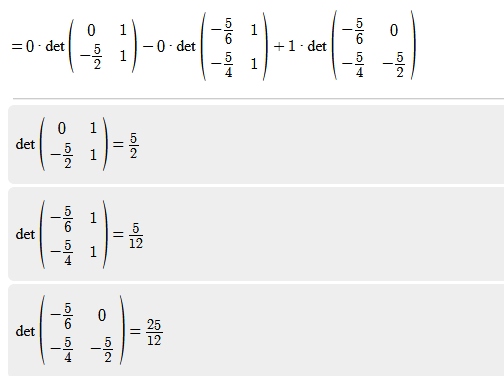 = 0 · det ( 0 1 ; −5/2 1 ) − 0 · det ( −5/6 1 ; −5/4 1 ) + 1 · det ( −5/6 0 ; −5/4 −5/2 )
det ( 0 1 ; −5/2 1 ) = 5/2
det ( −5/6 1 ; −5/4 1 ) = 5/12
det ( −5/6 0 ; −5/4 −5/2 ) = 25/12